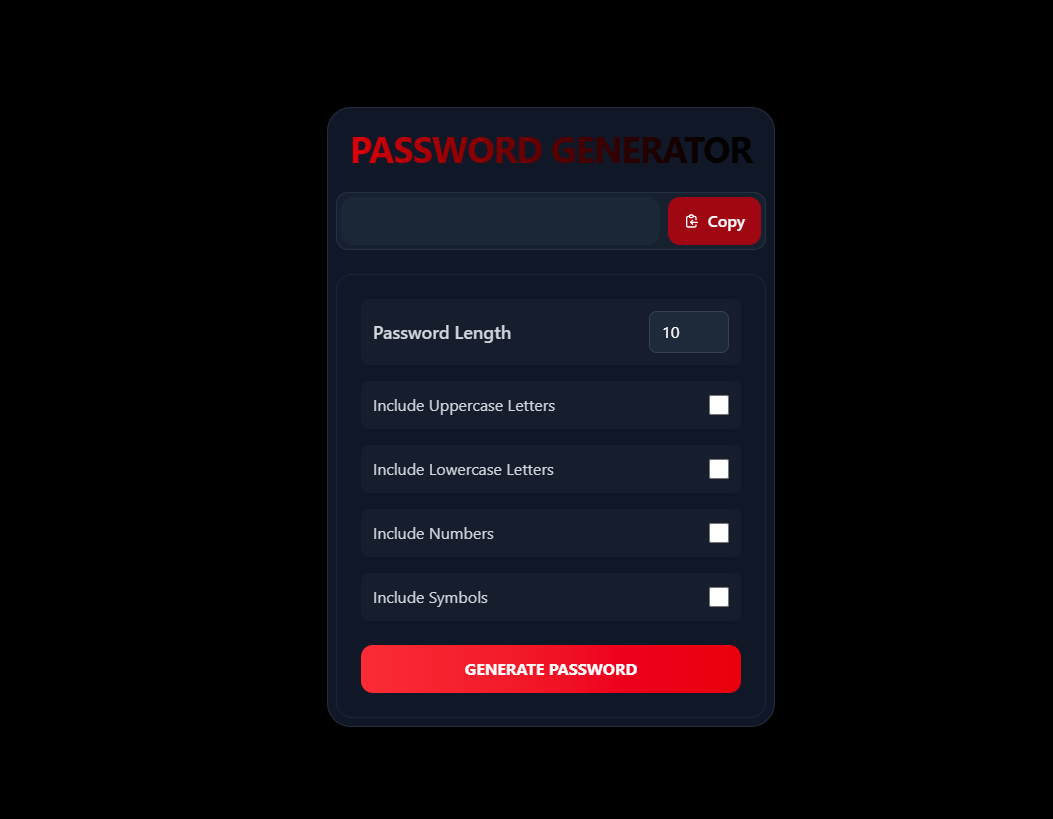 PASSWORD GENERATOR
Copy
Password Length
10
Include Uppercase Letters
Include Lowercase Letters
Include Numbers
Include Symbols
GENERATE PASSWORD